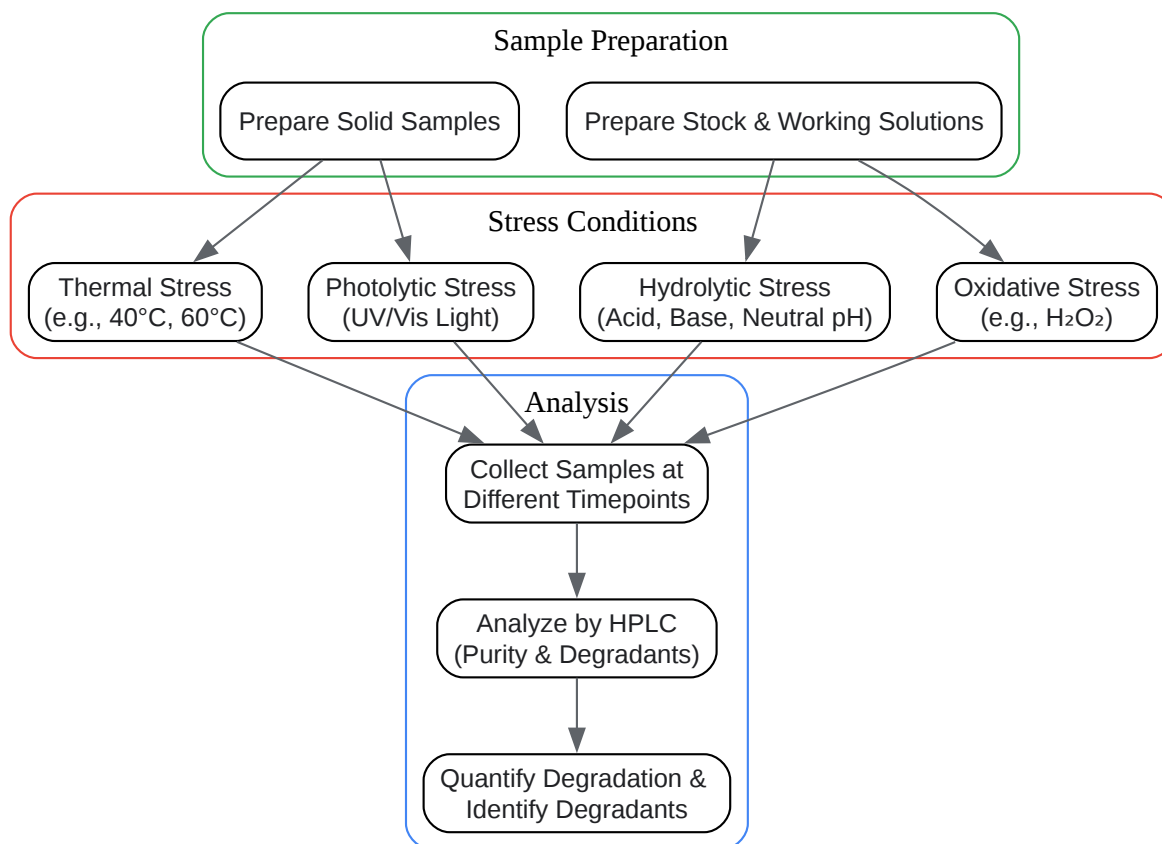 Sample Preparation
Prepare Solid Samples
Prepare Stock & Working Solutions
Stress Conditions
Thermal Stress
(e.g., 40°C, 60°C)
Photolytic Stress
(UV/Vis Light)
Hydrolytic Stress
(Acid, Base, Neutral pH)
Oxidative Stress
(e.g., H₂O₂)
Analysis
Collect Samples at
Different Timepoints
Analyze by HPLC
(Purity & Degradants)
Quantify Degradation &
Identify Degradants